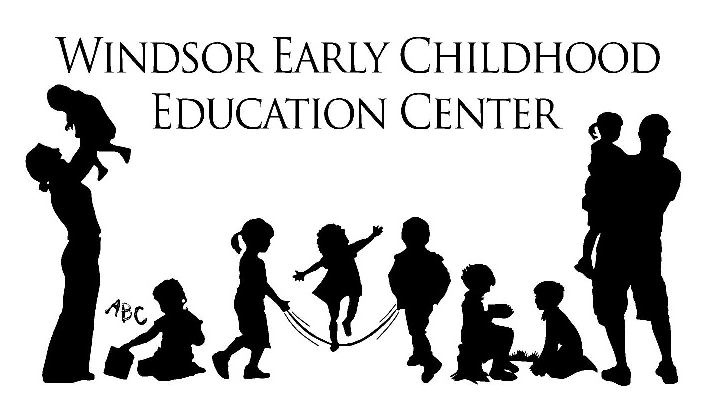 WINDSOR EARLY CHILDHOOD
EDUCATION CENTER
ABC